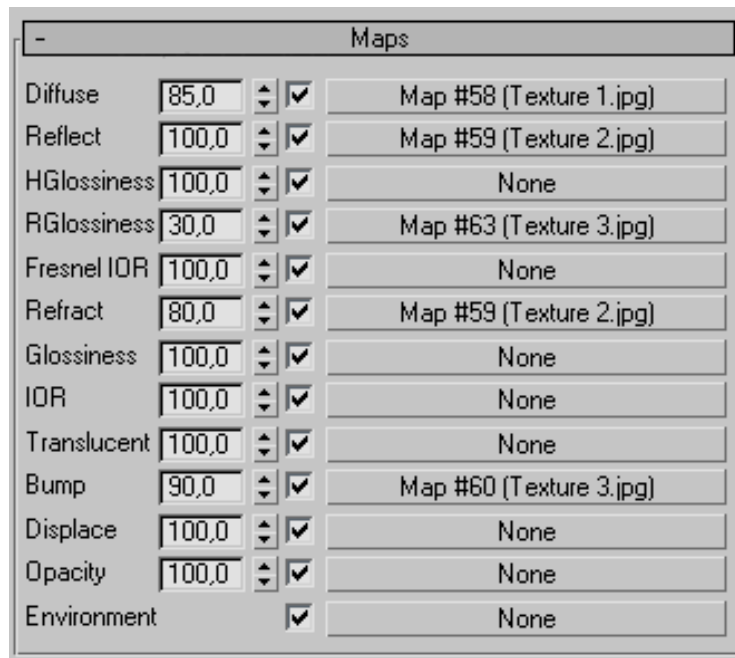 - Maps
Diffuse 85,0 Map #58 (Texture 1.jpg)
Reflect 100,0 Map #59 (Texture 2.jpg)
HGlossiness 100,0 None
RGlossiness 30,0 Map #63 (Texture 3.jpg)
Fresnel IOR 100,0 None
Refract 80,0 Map #59 (Texture 2.jpg)
Glossiness 100,0 None
IOR 100,0 None
Translucent 100,0 None
Bump 90,0 Map #60 (Texture 3.jpg)
Displace 100,0 None
Opacity 100,0 None
Environment None